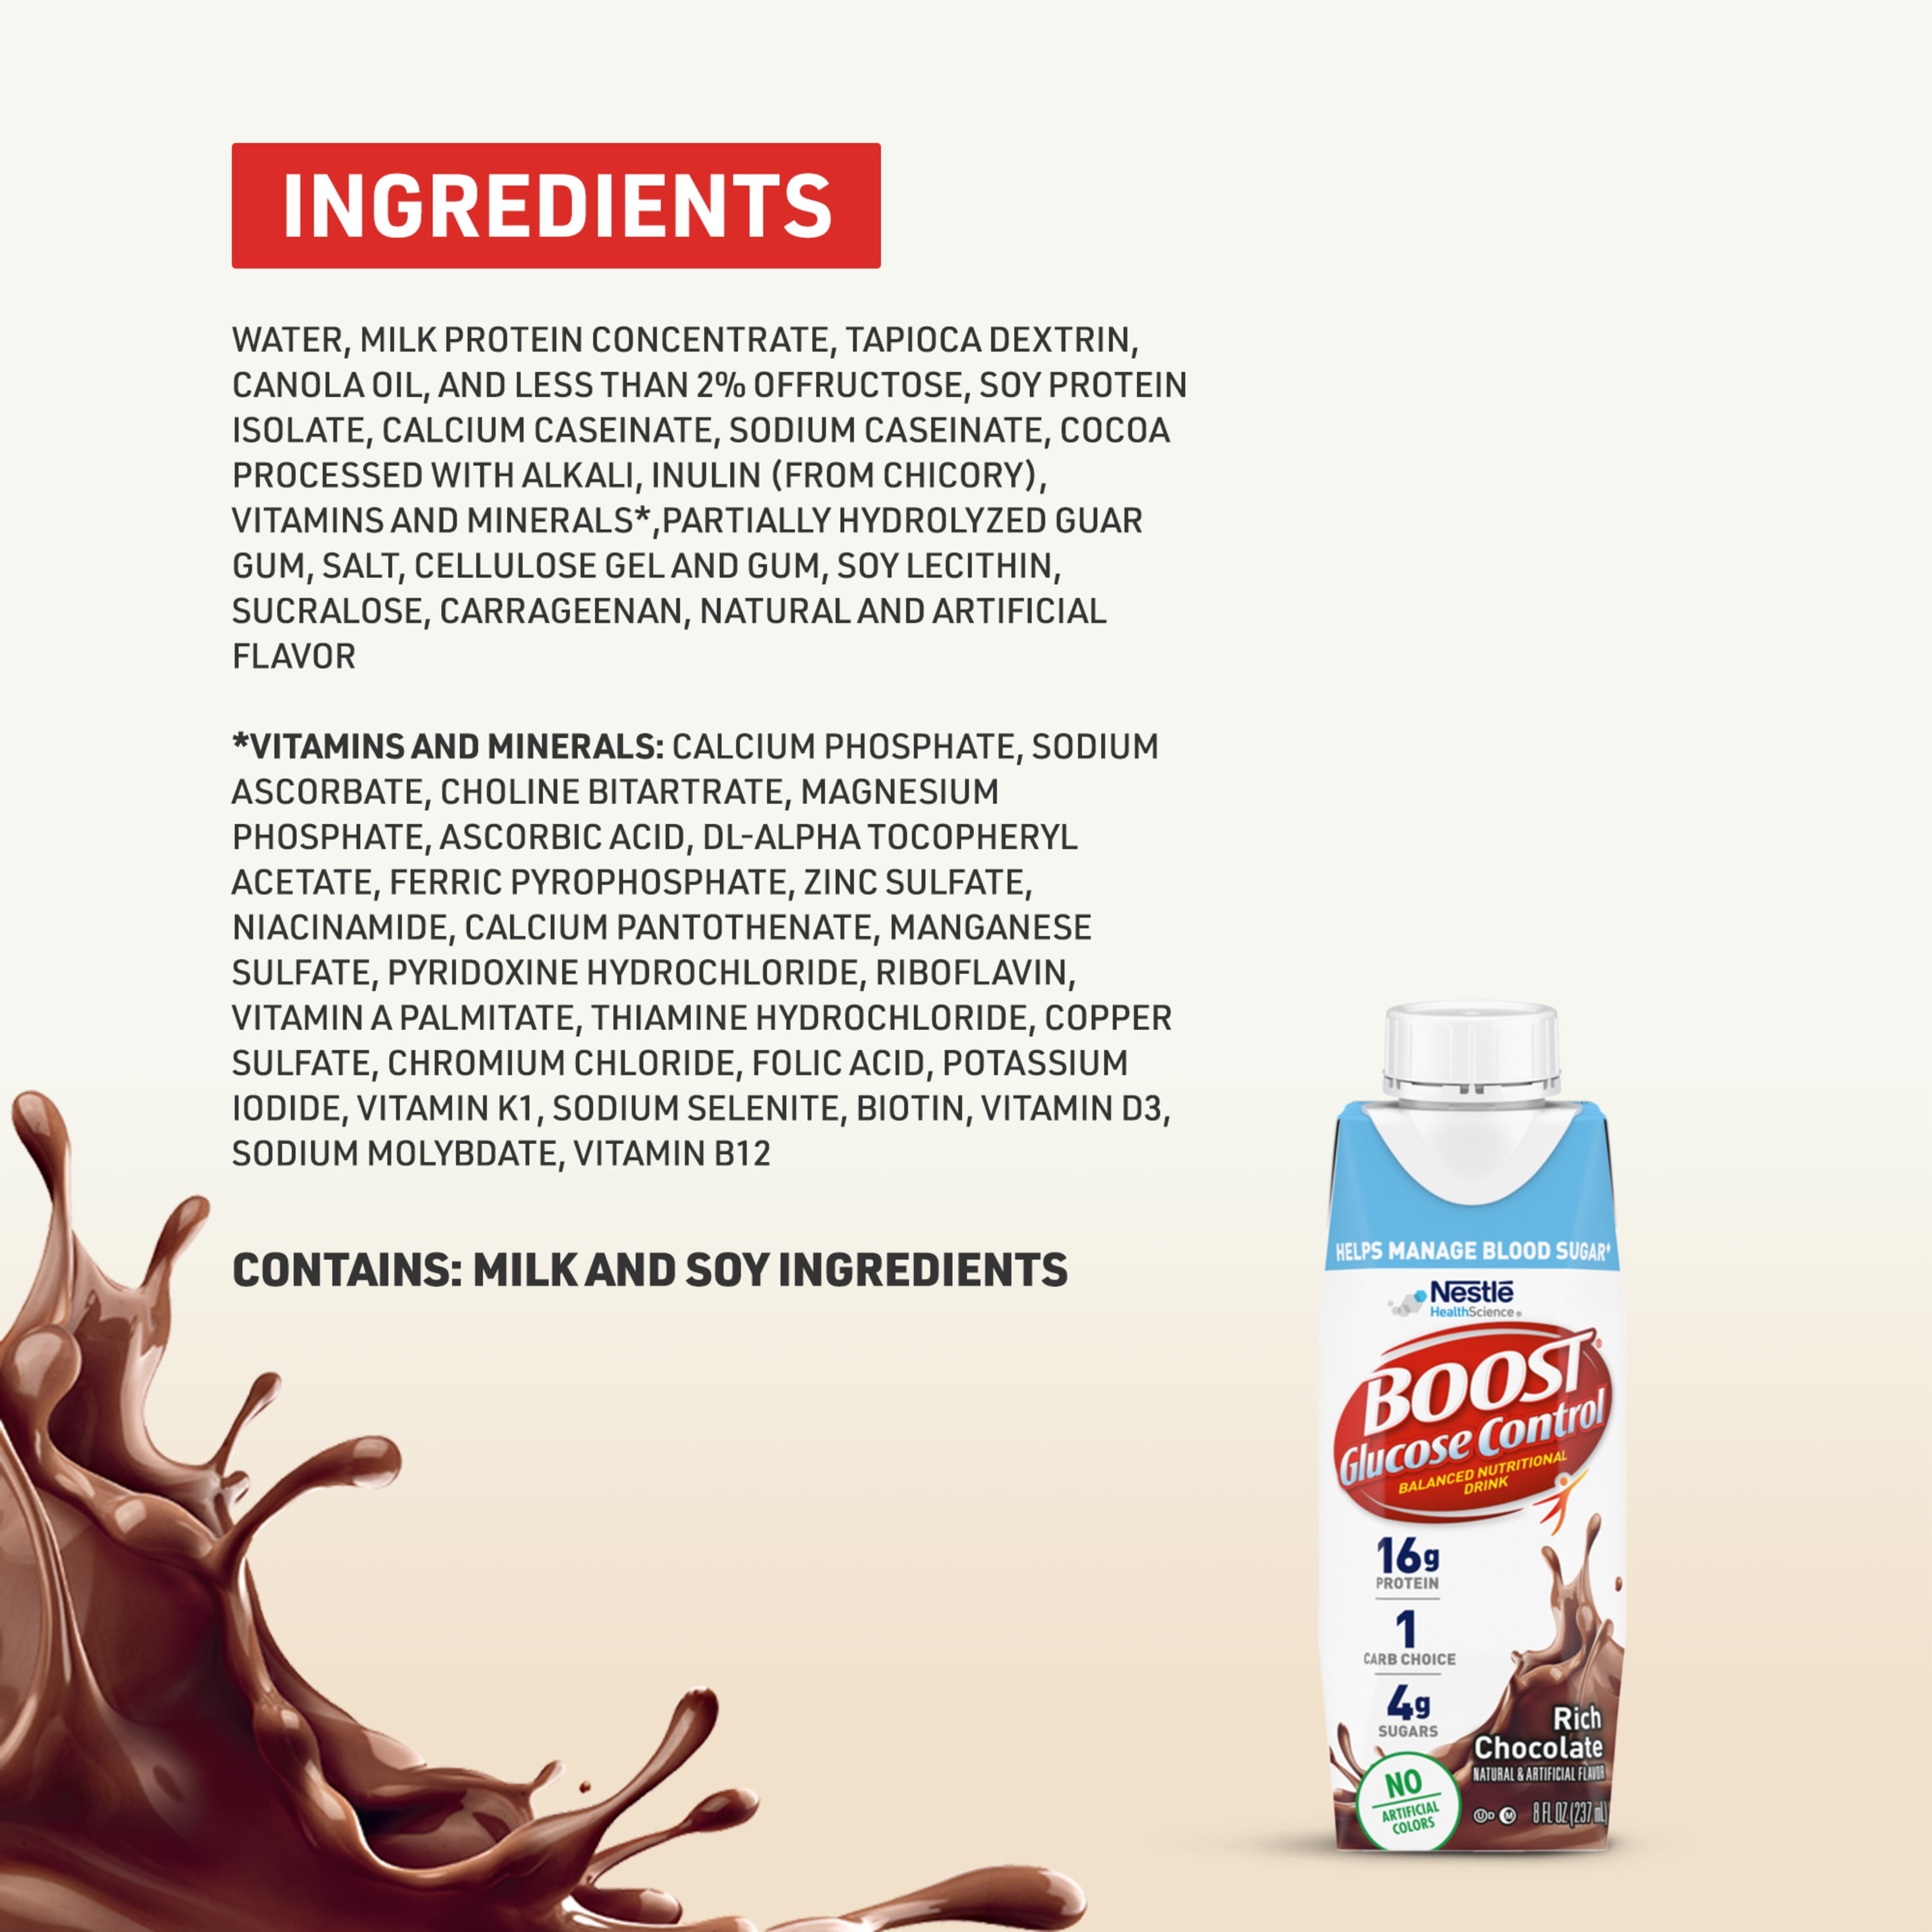 INGREDIENTS
WATER, MILK PROTEIN CONCENTRATE, TAPIOCA DEXTRIN,
CANOLA OIL, AND LESS THAN 2% OFFRUCTOSE, SOY PROTEIN
ISOLATE, CALCIUM CASEINATE, SODIUM CASEINATE, COCOA
PROCESSED WITH ALKALI, INULIN (FROM CHICORY),
VITAMINS AND MINERALS*,PARTIALLY HYDROLYZED GUAR
GUM, SALT, CELLULOSE GEL AND GUM, SOY LECITHIN,
SUCRALOSE, CARRAGEENAN, NATURAL AND ARTIFICIAL
FLAVOR
*VITAMINS AND MINERALS: CALCIUM PHOSPHATE, SODIUM
ASCORBATE, CHOLINE BITARTRATE, MAGNESIUM
PHOSPHATE, ASCORBIC ACID, DL-ALPHA TOCOPHERYL
ACETATE, FERRIC PYROPHOSPHATE, ZINC SULFATE,
NIACINAMIDE, CALCIUM PANTOTHENATE, MANGANESE
SULFATE, PYRIDOXINE HYDROCHLORIDE, RIBOFLAVIN,
VITAMIN A PALMITATE, THIAMINE HYDROCHLORIDE, COPPER
SULFATE, CHROMIUM CHLORIDE, FOLIC ACID, POTASSIUM
IODIDE, VITAMIN K1, SODIUM SELENITE, BIOTIN, VITAMIN D3,
SODIUM MOLYBDATE, VITAMIN B12
CONTAINS: MILK AND SOY INGREDIENTS
HELPS MANAGE BLOOD SUGAR*
Nestlé
HealthScience®
BOOST®
Glucose Control
BALANCED NUTRITIONAL
DRINK
16g
PROTEIN
1
CARB CHOICE
4g
SUGARS
Rich
Chocolate
NATURAL & ARTIFICIAL FLAVOR
NO
ARTIFICIAL
COLORS
UD M 8 FL OZ (237 mL)